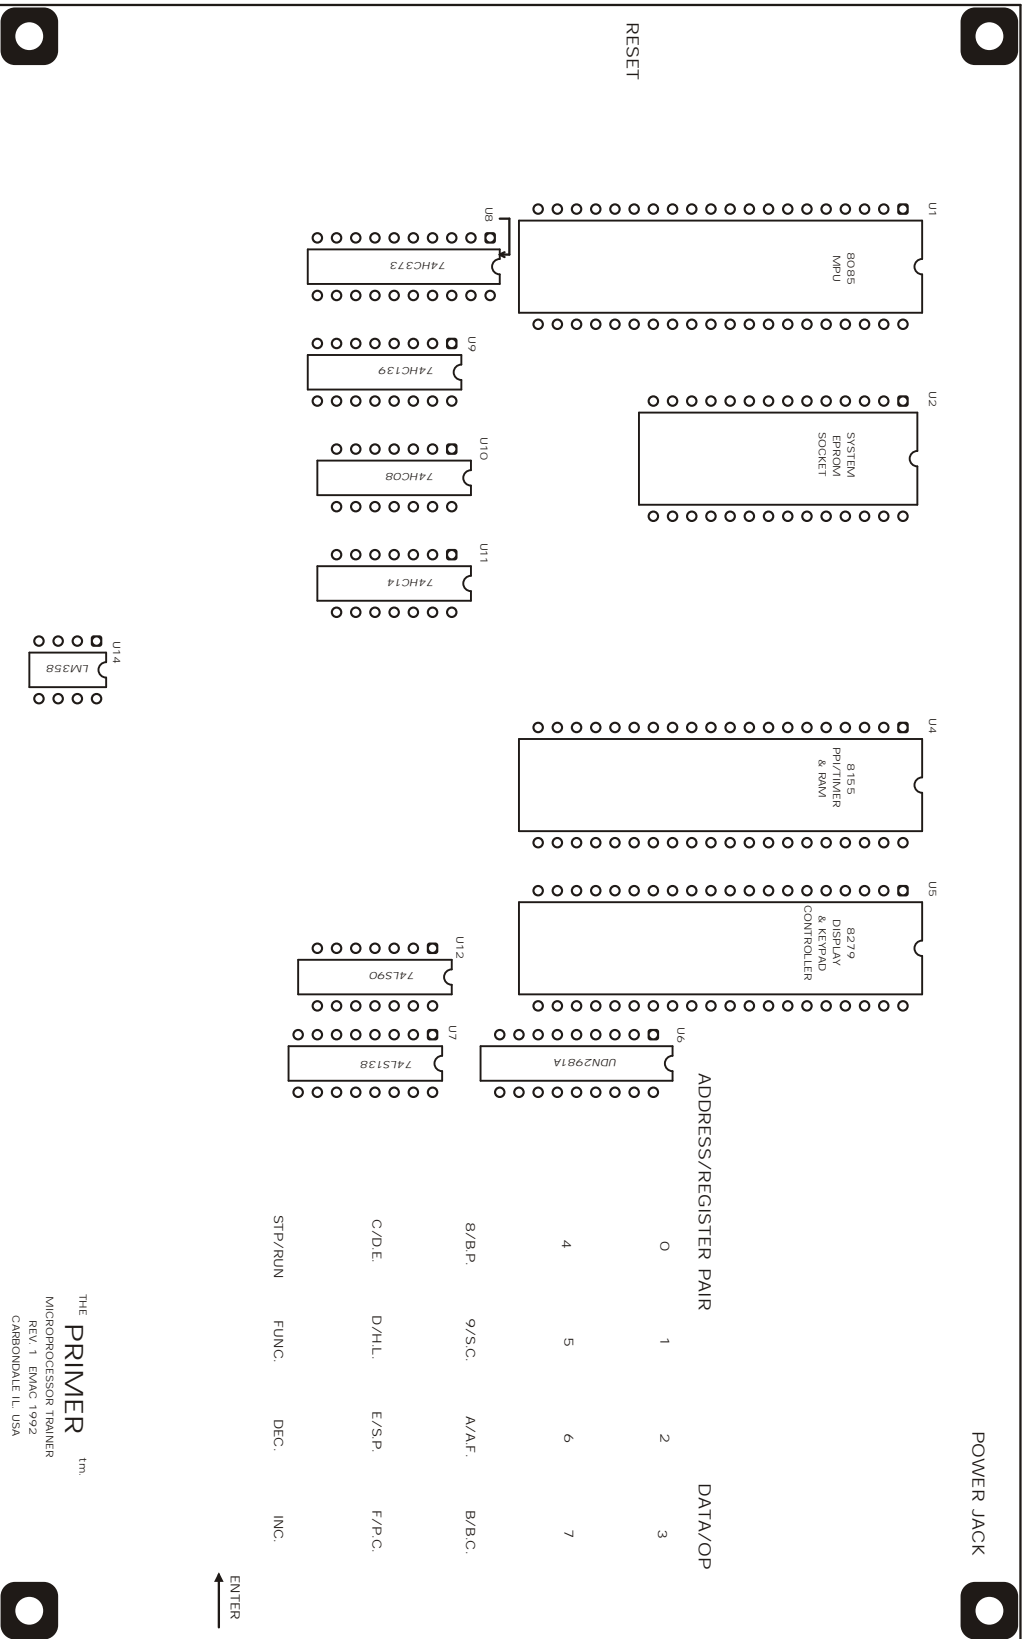 RESET
POWER JACK
U1
8085
MPU
U2
SYSTEM
EPROM
SOCKET
U4
8155
PPI/TIMER
& RAM
U5
8279
DISPLAY
& KEYPAD
CONTROLLER
U8
74HC373
U9
74HC139
U10
74HC08
U11
74HC14
U14
LM358
U12
74LS90
U7
74LS138
U6
UDN2981A
ADDRESS/REGISTER PAIR
DATA/OP
0 1 2 3
4 5 6 7
8/B.P. 9/S.C. A/A.F. B/B.C.
C/D.E. D/H.L. E/S.P. F/P.C.
STP/RUN FUNC. DEC. INC.
ENTER
THE PRIMER tm.
MICROPROCESSOR TRAINER
REV. 1 EMAC 1992
CARBONDALE IL. USA